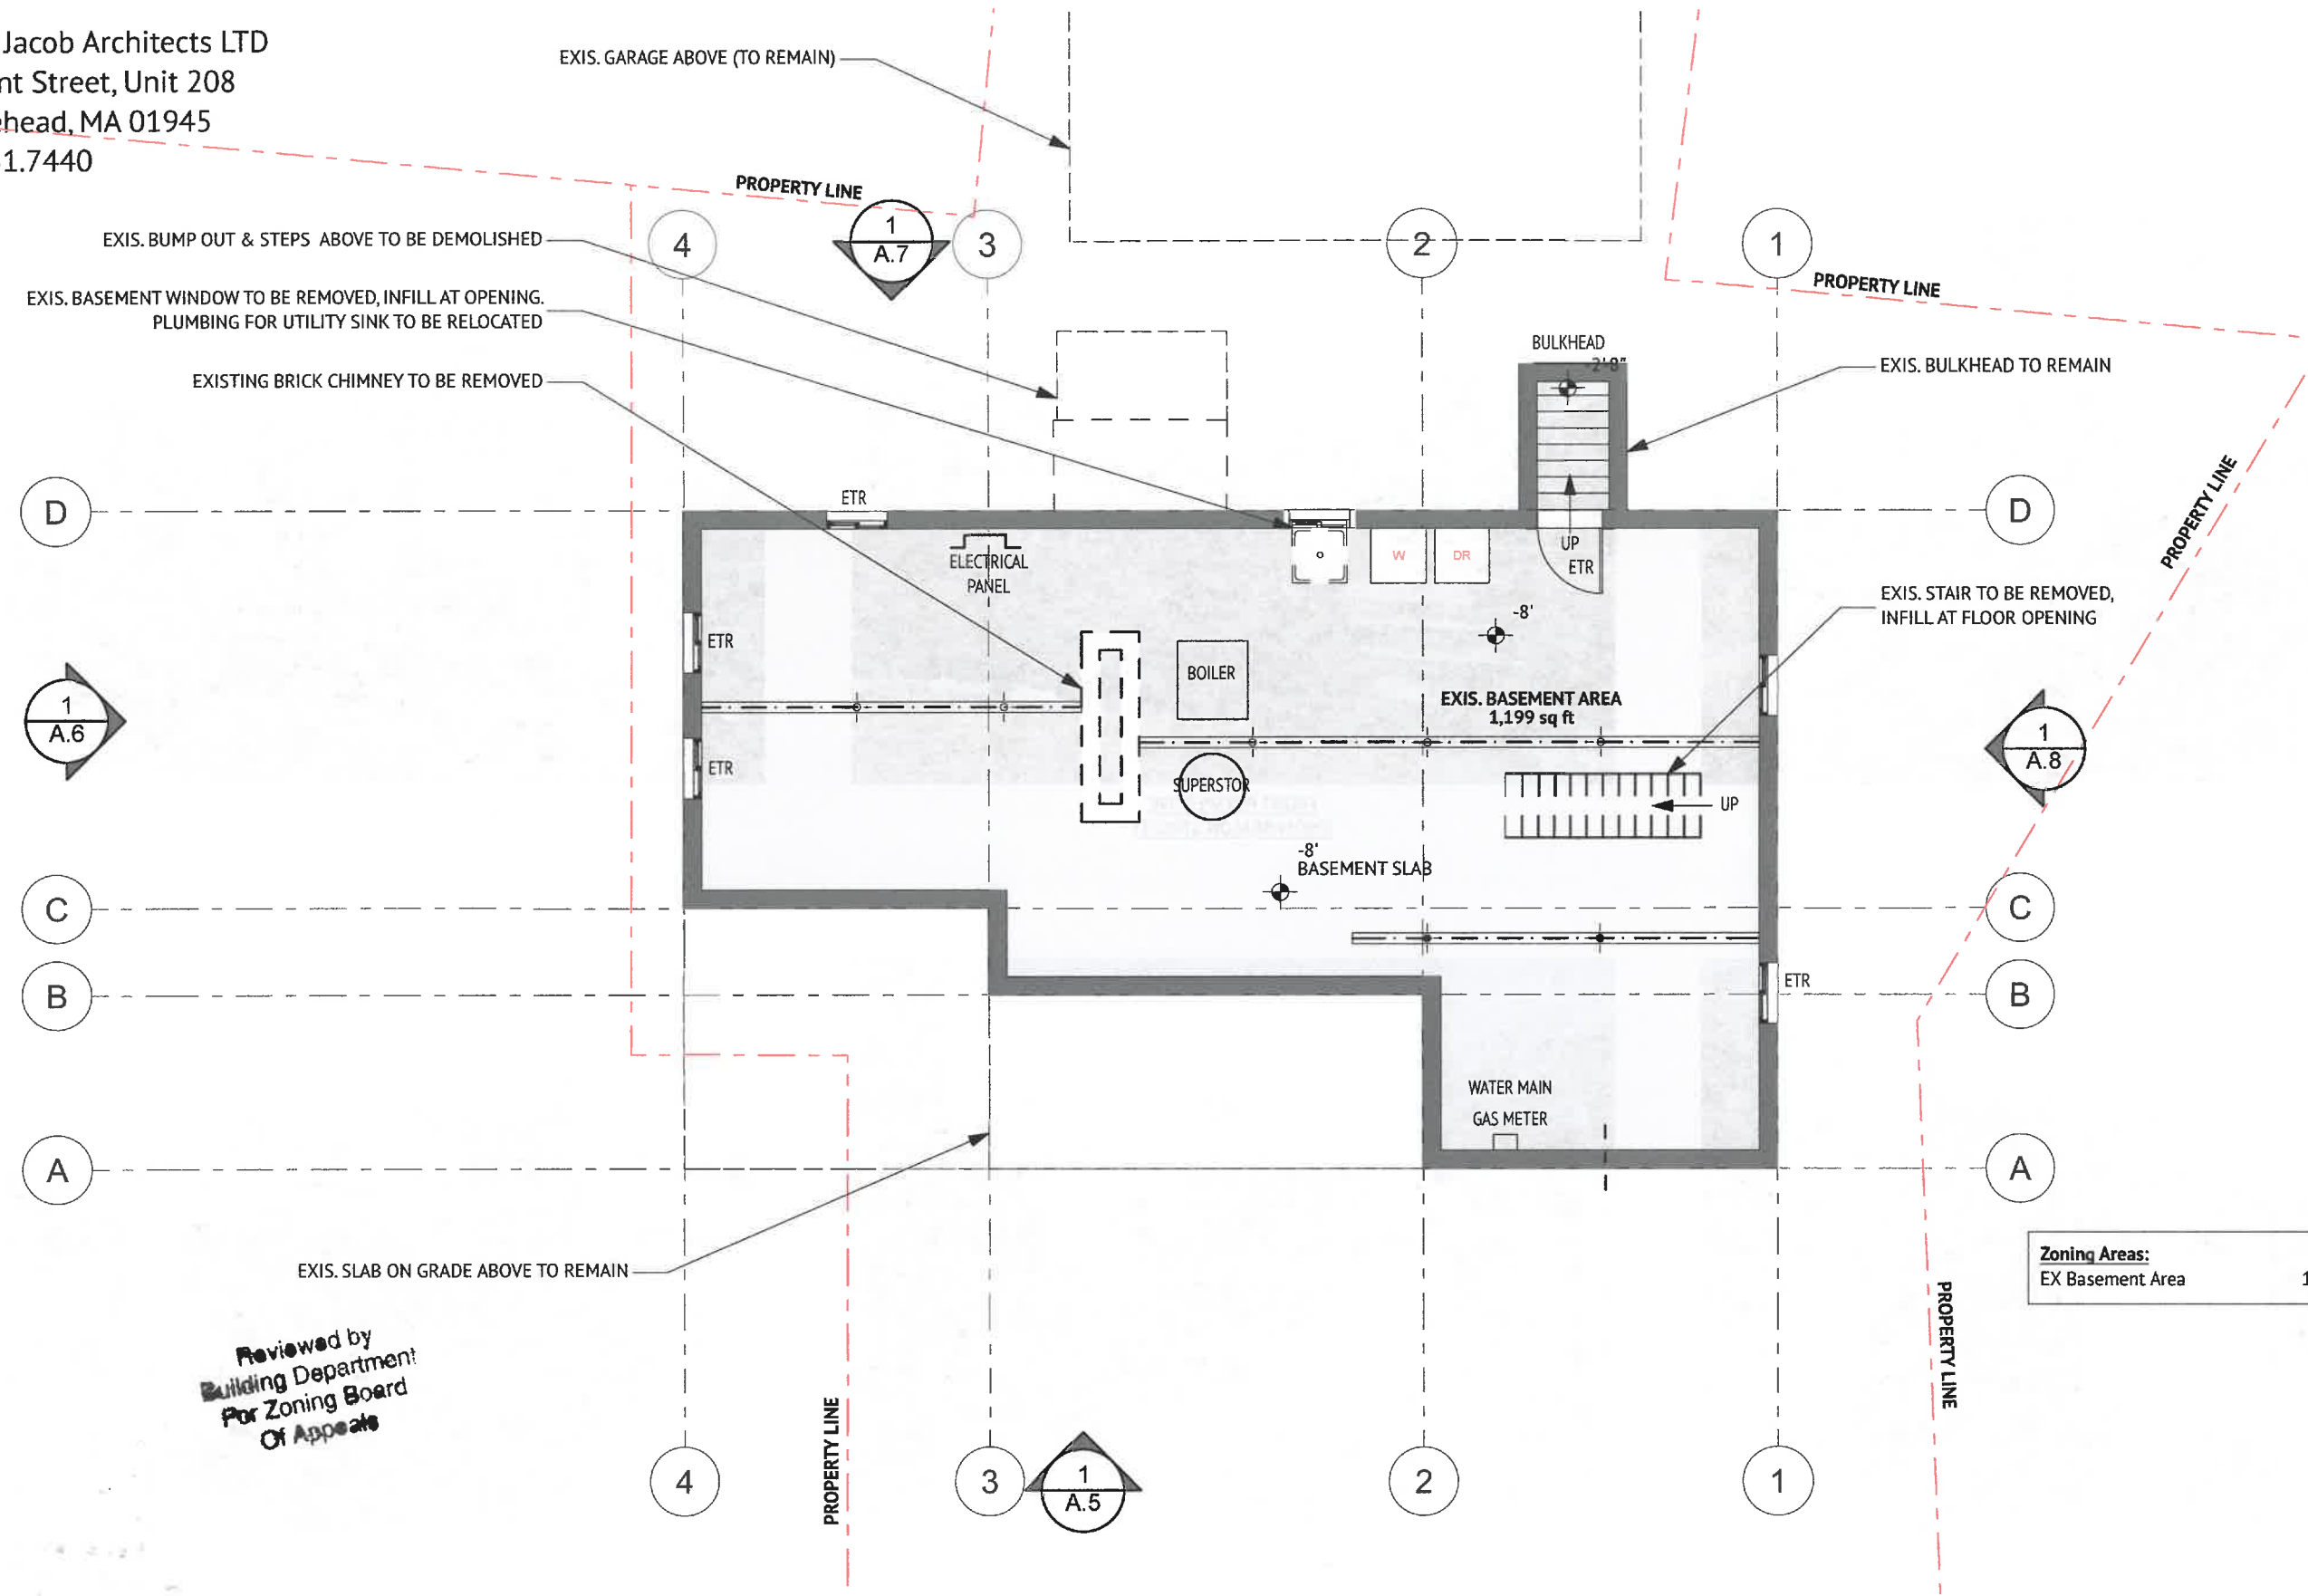 Jacob Architects LTD
nt Street, Unit 208
ehead, MA 01945
1.7440
EXIS. GARAGE ABOVE (TO REMAIN)
PROPERTY LINE
1
A.7
4
3
2
1
PROPERTY LINE
EXIS. BUMP OUT & STEPS ABOVE TO BE DEMOLISHED
EXIS. BASEMENT WINDOW TO BE REMOVED, INFILL AT OPENING.
PLUMBING FOR UTILITY SINK TO BE RELOCATED
EXISTING BRICK CHIMNEY TO BE REMOVED
BULKHEAD
-2'-8"
EXIS. BULKHEAD TO REMAIN
PROPERTY LINE
D
ETR
D
ELECTRICAL
PANEL
W
DR
UP
ETR
-8'
EXIS. STAIR TO BE REMOVED,
INFILL AT FLOOR OPENING
ETR
BOILER
EXIS. BASEMENT AREA
1,199 sq ft
1
A.6
1
A.8
ETR
SUPERSTOR
UP
-8'
BASEMENT SLAB
C
C
B
ETR
B
WATER MAIN
GAS METER
A
A
EXIS. SLAB ON GRADE ABOVE TO REMAIN
Zoning Areas:
EX Basement Area 1
PROPERTY LINE
Reviewed by
Building Department
For Zoning Board
Of Appeals
PROPERTY LINE
4
3
1
A.5
2
1